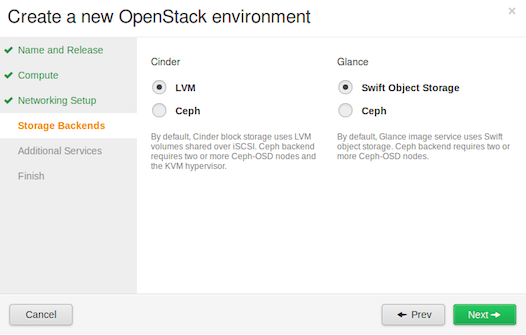 Create a new OpenStack environment
×
✔ Name and Release
✔ Compute
✔ Networking Setup
Storage Backends
Additional Services
Finish
Cinder
LVM
Ceph
By default, Cinder block storage uses LVM
volumes shared over iSCSI. Ceph backend
requires two or more Ceph-OSD nodes and
the KVM hypervisor.
Glance
Swift Object Storage
Ceph
By default, Glance image service uses Swift
object storage. Ceph backend requires two or
more Ceph-OSD nodes.
Cancel
← Prev
Next →